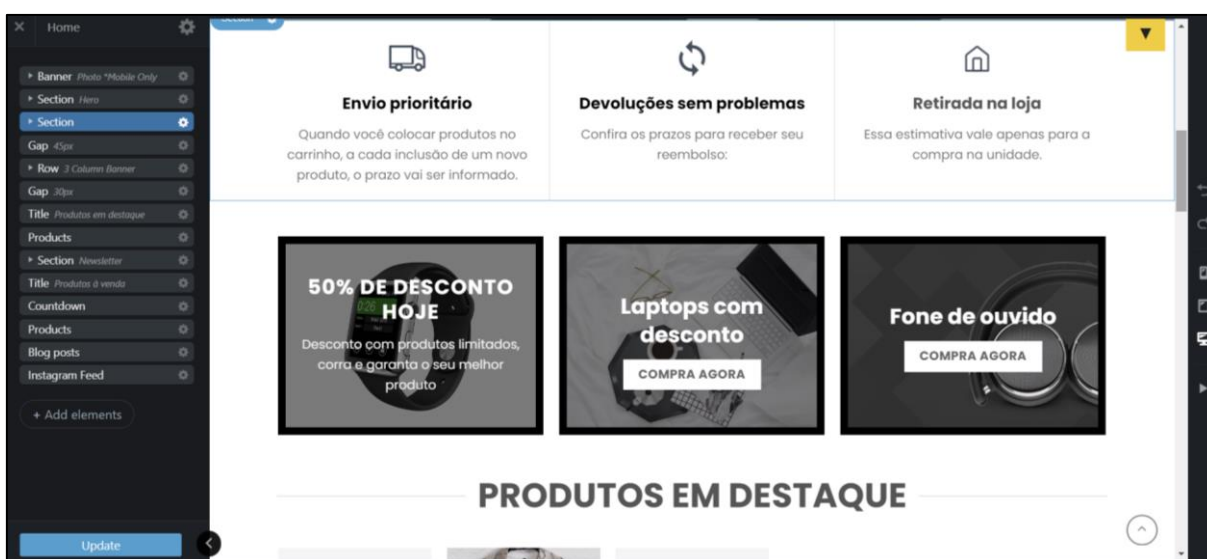 Home
Banner Photo *Mobile Only
Section Hero
Section
Gap 45px
Row 3 Column Banner
Gap 30px
Title Produtos em destaque
Products
Section Newsletter
Title Produtos à venda
Countdown
Products
Blog posts
Instagram Feed
+ Add elements
Update
Section
Envio prioritário
Quando você colocar produtos no
carrinho, a cada inclusão de um novo
produto, o prazo vai ser informado.
Devoluções sem problemas
Confira os prazos para receber seu
reembolso:
Retirada na loja
Essa estimativa vale apenas para a
compra na unidade.
50% DE DESCONTO
HOJE
Desconto com produtos limitados,
corra e garanta o seu melhor
produto
Laptops com
desconto
COMPRA AGORA
Fone de ouvido
COMPRA AGORA
PRODUTOS EM DESTAQUE